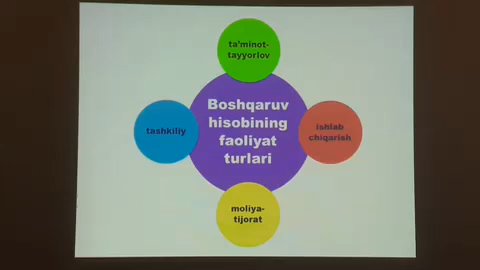 ta'minot-
tayyorlov
Boshqaruv
hisobining
faoliyat
turlari
tashkiliy
ishlab
chiqarish
moliya-
tijorat